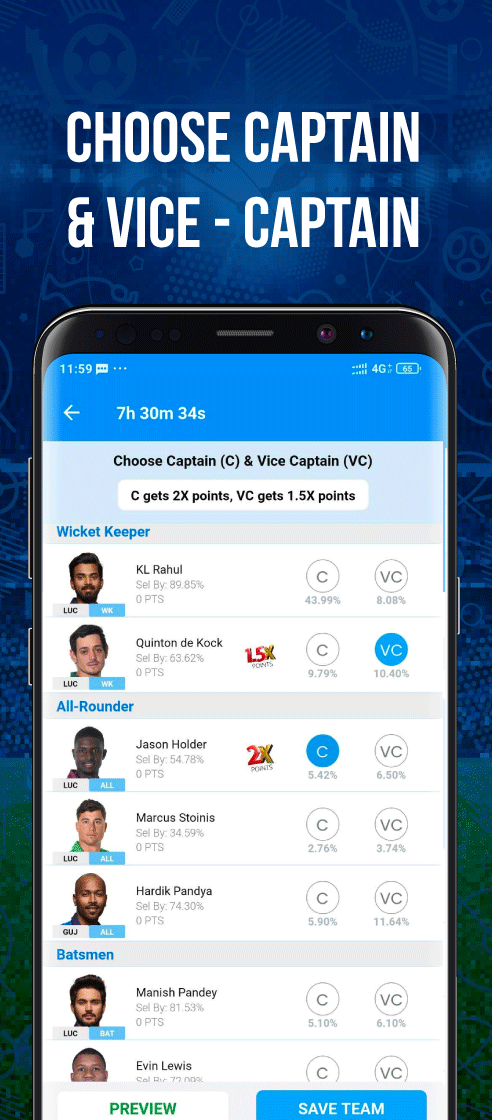 CHOOSE CAPTAIN
& VICE - CAPTAIN
11:59 ... 4G 65
7h 30m 34s
Choose Captain (C) & Vice Captain (VC)
C gets 2X points, VC gets 1.5X points
Wicket Keeper
KL Rahul
Sel By: 89.85% C VC
0 PTS 43.99% 8.08%
LUC WK
Quinton de Kock
Sel By: 63.62% 1.5X POINTS C VC
0 PTS 9.79% 10.40%
LUC WK
All-Rounder
Jason Holder
Sel By: 54.78% 2X POINTS C VC
0 PTS 5.42% 6.50%
LUC ALL
Marcus Stoinis
Sel By: 34.59% C VC
0 PTS 2.76% 3.74%
LUC ALL
Hardik Pandya
Sel By: 74.30% C VC
0 PTS 5.90% 11.64%
GUJ ALL
Batsmen
Manish Pandey
Sel By: 81.53% C VC
0 PTS 5.10% 6.10%
LUC BAT
Evin Lewis
Sel By: 72.09% C VC
PREVIEW SAVE TEAM